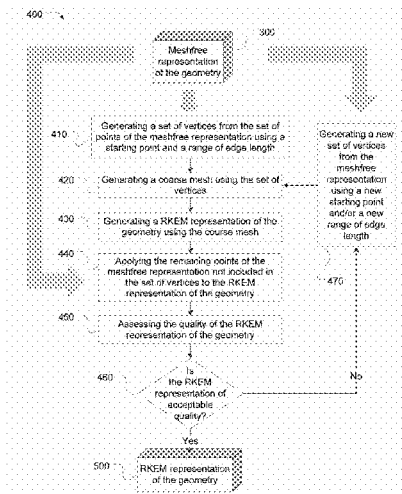 400
300
Meshfree
representation
of the geometry
410
Generating a set of vertices from the set of
points of the meshfree representation using a
starting point and a range of edge length
420
Generating a coarse mesh using the set of
vertices
430
Generating a RKEM representation of the
geometry using the course mesh
440
Applying the remaining points of the
meshfree representation not included in
the set of vertices to the RKEM
representation of the geometry
450
Assessing the quality of the RKEM
representation of the geometry
460
Is
the RKEM
representation of
acceptable
quality?
No
Yes
Generating a new
set of vertices
from the
meshfree
representation
using a new
starting point
and/or a new
range of edge
length
470
500
RKEM representation
of the geometry